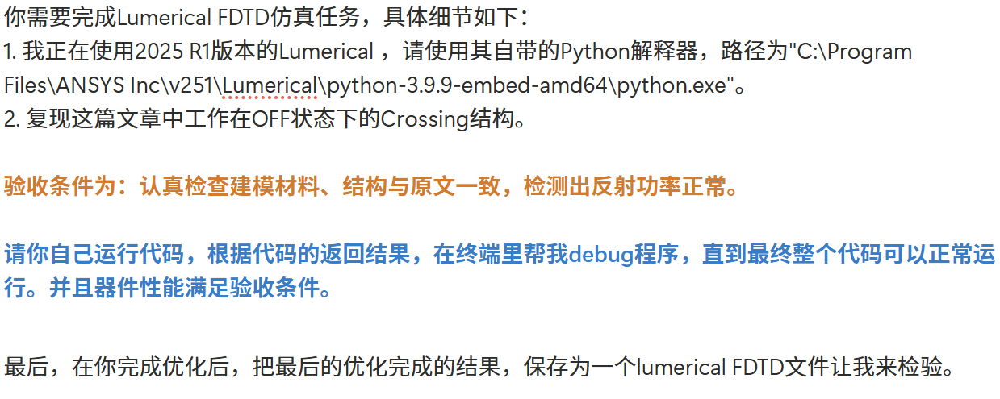 你需要完成Lumerical FDTD仿真任务，具体细节如下：
1. 我正在使用2025 R1版本的Lumerical ，请使用其自带的Python解释器，路径为"C:\Program
Files\ANSYS Inc\v251\Lumerical\python-3.9.9-embed-amd64\python.exe"。
2. 复现这篇文章中工作在OFF状态下的Crossing结构。
验收条件为：认真检查建模材料、结构与原文一致，检测出反射功率正常。
请你自己运行代码，根据代码的返回结果，在终端里帮我debug程序，直到最终整个代码可以正常运
行。并且器件性能满足验收条件。
最后，在你完成优化后，把最后的优化完成的结果，保存为一个lumerical FDTD文件让我来检验。